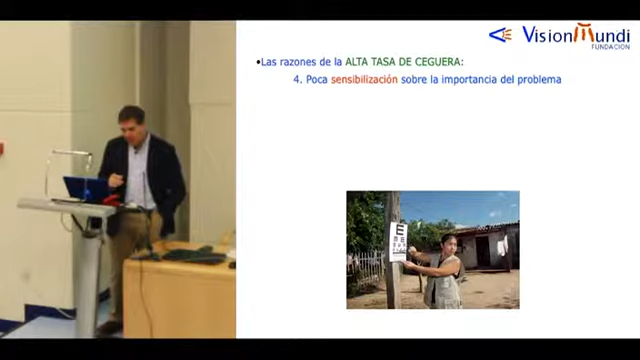 VisionMundi
FUNDACIÓN
•Las razones de la ALTA TASA DE CEGUERA:
4. Poca sensibilización sobre la importancia del problema
E